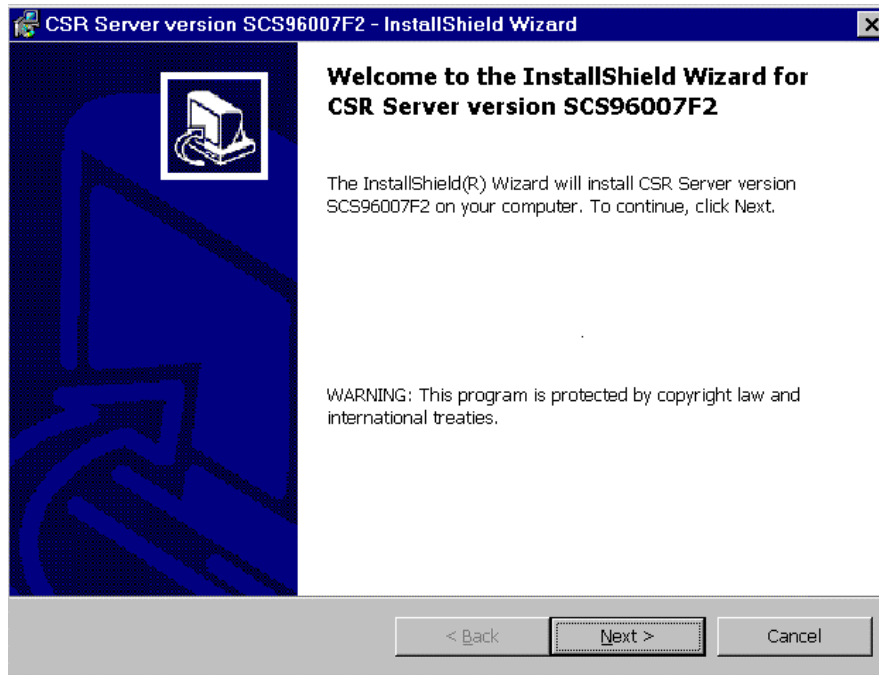 CSR Server version SCS96007F2 - InstallShield Wizard
Welcome to the InstallShield Wizard for
CSR Server version SCS96007F2
The InstallShield(R) Wizard will install CSR Server version
SCS96007F2 on your computer. To continue, click Next.
WARNING: This program is protected by copyright law and
international treaties.
< Back Next > Cancel